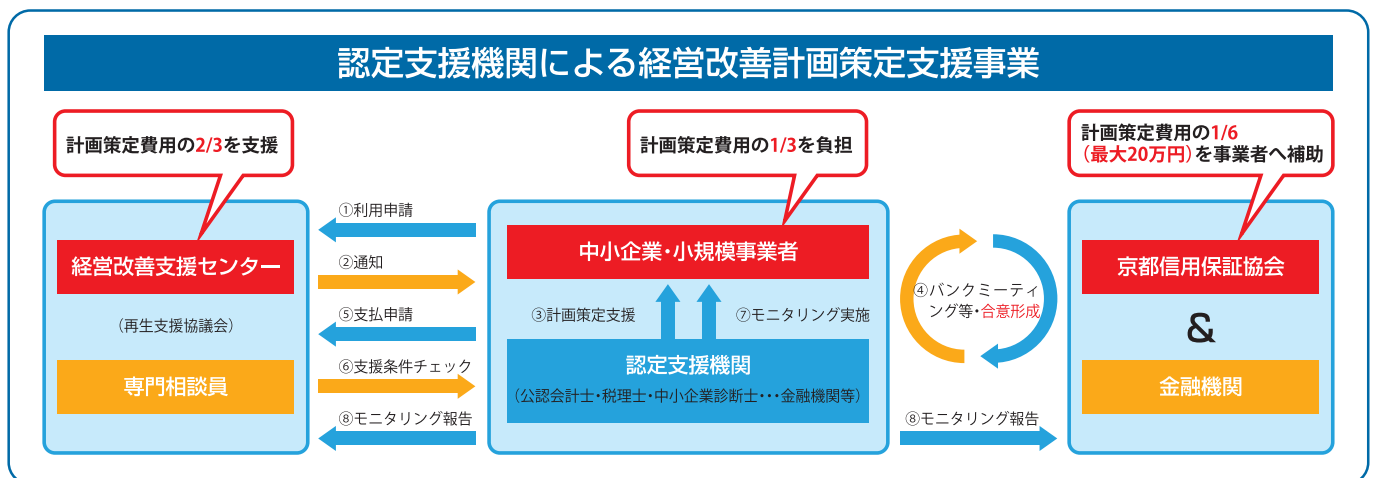 認定支援機関による経営改善計画策定支援事業
計画策定費用の2/3を支援
計画策定費用の1/3を負担
計画策定費用の1/6
（最大20万円）を事業者へ補助
経営改善支援センター
（再生支援協議会）
専門相談員
①利用申請
②通知
⑤支払申請
⑥支援条件チェック
⑧モニタリング報告
中小企業・小規模事業者
③計画策定支援
⑦モニタリング実施
認定支援機関
（公認会計士・税理士・中小企業診断士・・・金融機関等）
④バンクミーティ
ング等・合意形成
⑧モニタリング報告
京都信用保証協会
&
金融機関